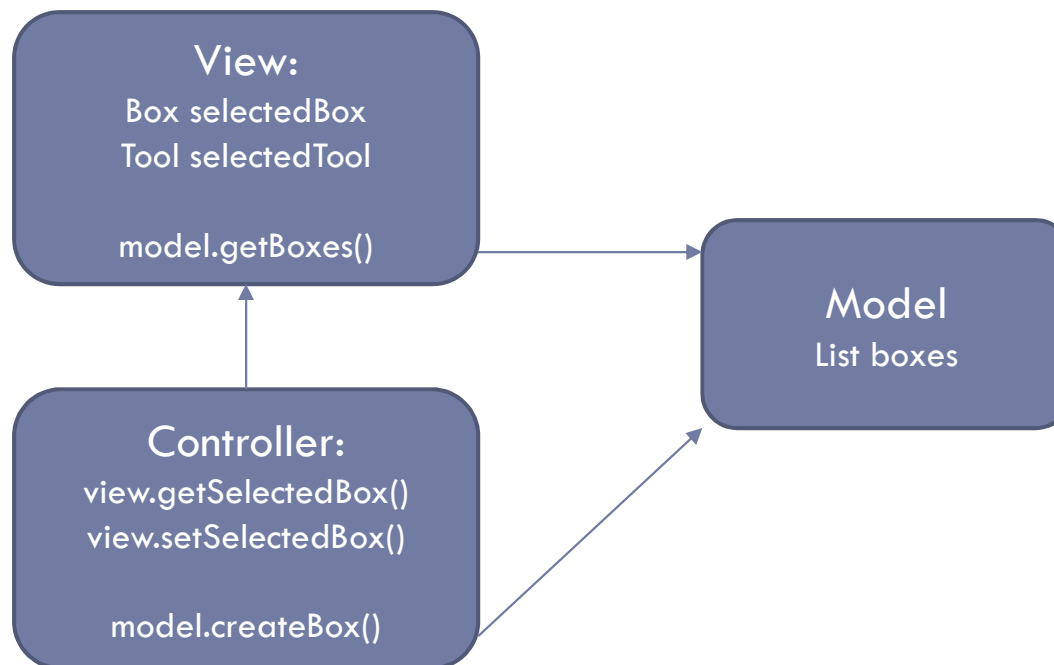 View:
Box selectedBox
Tool selectedTool
model.getBoxes()
Model
List boxes
Controller:
view.getSelectedBox()
view.setSelectedBox()
model.createBox()